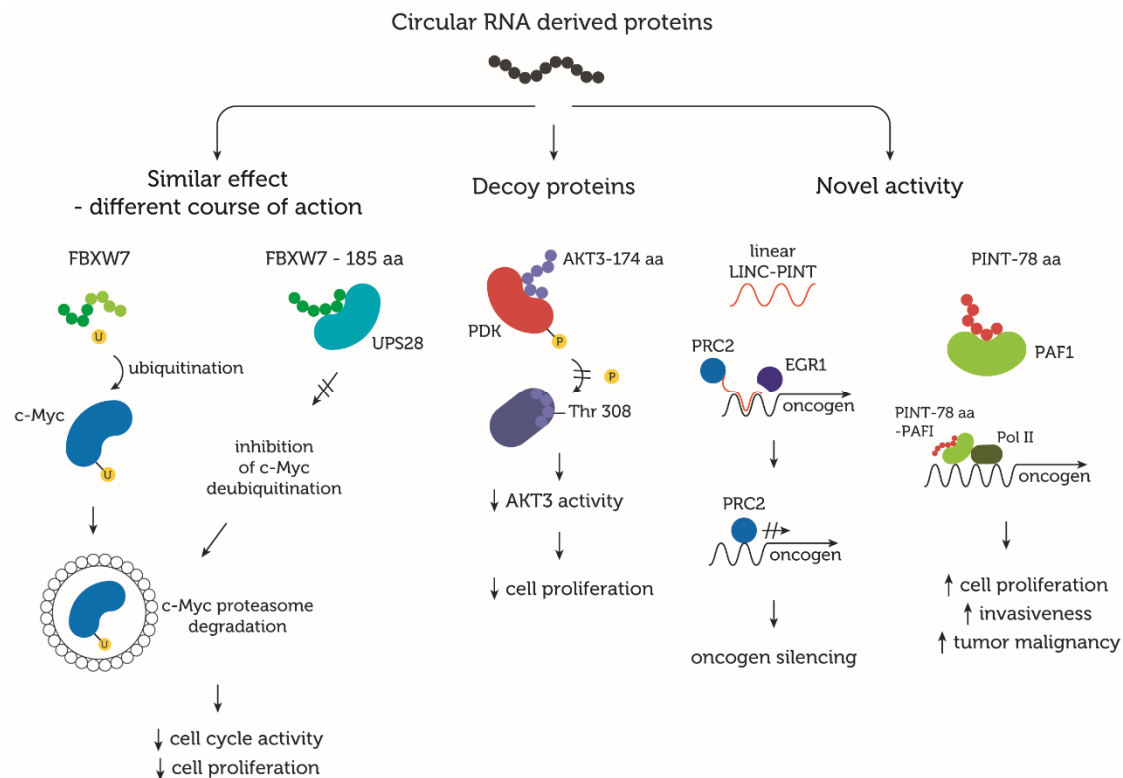 Circular RNA derived proteins
Similar effect
- different course of action
FBXW7
U
ubiquitination
c-Myc
U
FBXW7 - 185 aa
UPS28
inhibition
of c-Myc
deubiquitination
U
c-Myc proteasome
degradation
↓ cell cycle activity
↓ cell proliferation
Decoy proteins
AKT3-174 aa
PDK
P
P
Thr 308
↓ AKT3 activity
↓ cell proliferation
Novel activity
linear
LINC-PINT
PRC2
EGR1
oncogen
PRC2
oncogen
oncogen silencing
PINT-78 aa
PAF1
PINT-78 aa
-PAFI
Pol II
oncogen
↑ cell proliferation
↑ invasiveness
↑ tumor malignancy